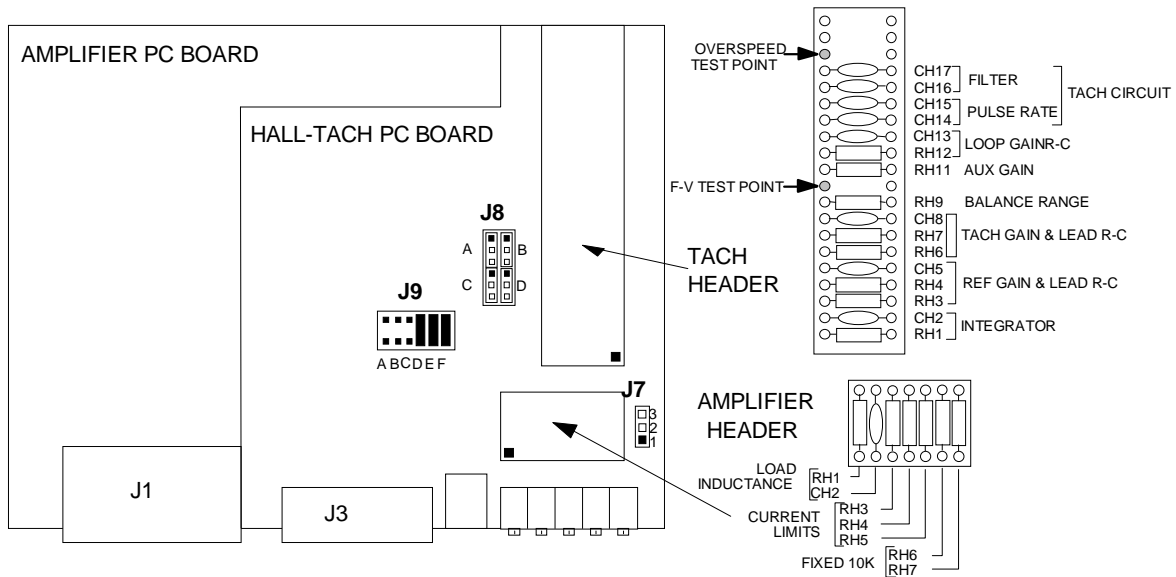 AMPLIFIER PC BOARD
HALL-TACH PC BOARD
J8
A
B
C
D
J9
A B C D E F
J7
3
2
1
J1
J3
TACH
HEADER
OVERSPEED
TEST POINT
F-V TEST POINT
CH17
CH16
FILTER
CH15
CH14
PULSE RATE
TACH CIRCUIT
CH13
RH12
LOOP GAINR-C
RH11 AUX GAIN
RH9 BALANCE RANGE
CH8
RH7
RH6
TACH GAIN & LEAD R-C
CH5
RH4
RH3
REF GAIN & LEAD R-C
CH2
RH1
INTEGRATOR
AMPLIFIER
HEADER
LOAD
INDUCTANCE
RH1
CH2
CURRENT
LIMITS
RH3
RH4
RH5
FIXED 10K
RH6
RH7